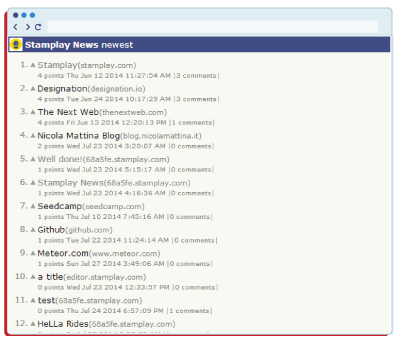 Stamplay News newest
1. Stamplay(stamplay.com)
4 points Thu Jun 12 2014 11:27:54 AM |3 comments|
2. Designation(designation.io)
4 points Tue Jun 24 2014 10:17:29 AM |3 comments|
3. The Next Web(thenextweb.com)
4 points Fri Jun 13 2014 12:20:13 PM |1 comments|
4. Nicola Mattina Blog(blog.nicolamattina.it)
2 points Wed Jul 23 2014 3:20:07 AM |0 comments|
5. Well done!(68a5fe.stamplay.com)
1 points Wed Jul 23 2014 5:15:17 AM |0 comments|
6. Stamplay News(68a5fe.stamplay.com)
1 points Wed Jul 23 2014 4:16:36 AM |0 comments|
7. Seedcamp(seedcamp.com)
1 points Thu Jul 10 2014 7:45:16 AM |0 comments|
8. Github(github.com)
1 points Tue Jul 22 2014 11:24:14 AM |0 comments|
9. Meteor.com(www.meteor.com)
1 points Sun Jul 27 2014 3:49:06 AM |0 comments|
10. a title(editor.stamplay.com)
0 points Wed Jul 23 2014 12:33:57 PM |0 comments|
11. test(68a5fe.stamplay.com)
0 points Thu Jul 24 2014 6:57:09 PM |1 comments|
12. HeLLa Rides(68a5fe.stamplay.com)